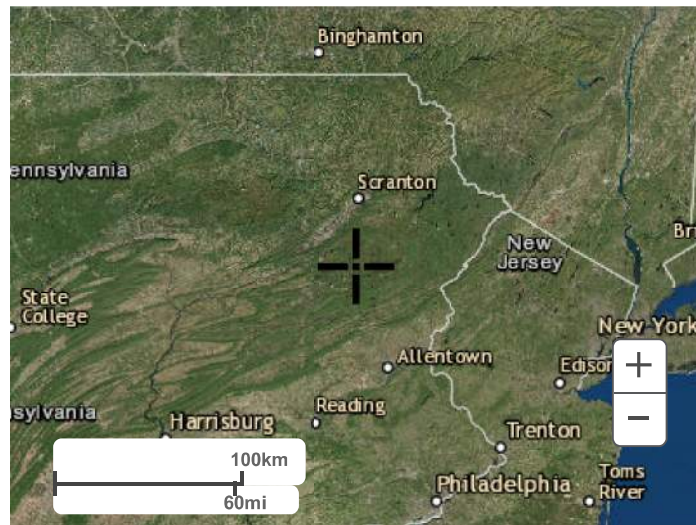 Binghamton
ennsylvania
Scranton
New
Jersey
Br
State
College
New York
Allentown
Edison
Reading
sylvania
Harrisburg
Trenton
100km
60mi
Philadelphia
Toms
River
+
−